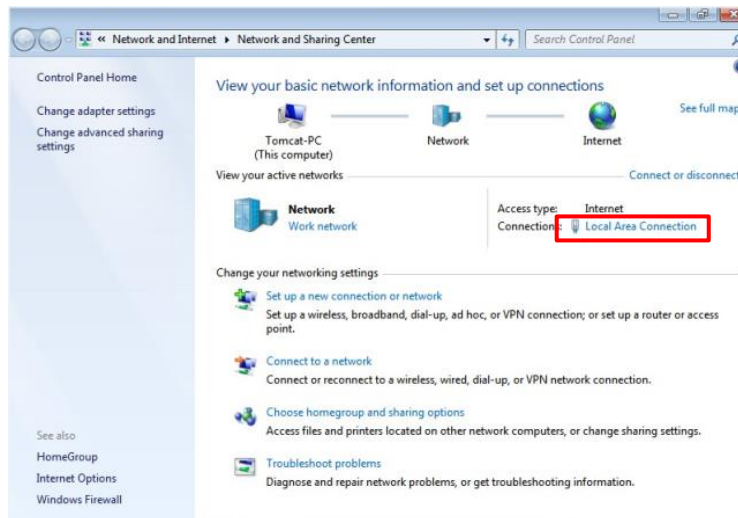 « Network and Internet ▸ Network and Sharing Center
Search Control Panel
Control Panel Home
Change adapter settings
Change advanced sharing
settings
View your basic network information and set up connections
See full map
Tomcat-PC
(This computer)
Network
Internet
View your active networks
Connect or disconnect
Network
Work network
Access type: Internet
Connections: Local Area Connection
Change your networking settings
Set up a new connection or network
Set up a wireless, broadband, dial-up, ad hoc, or VPN connection; or set up a router or access
point.
Connect to a network
Connect or reconnect to a wireless, wired, dial-up, or VPN network connection.
Choose homegroup and sharing options
Access files and printers located on other network computers, or change sharing settings.
Troubleshoot problems
Diagnose and repair network problems, or get troubleshooting information.
See also
HomeGroup
Internet Options
Windows Firewall